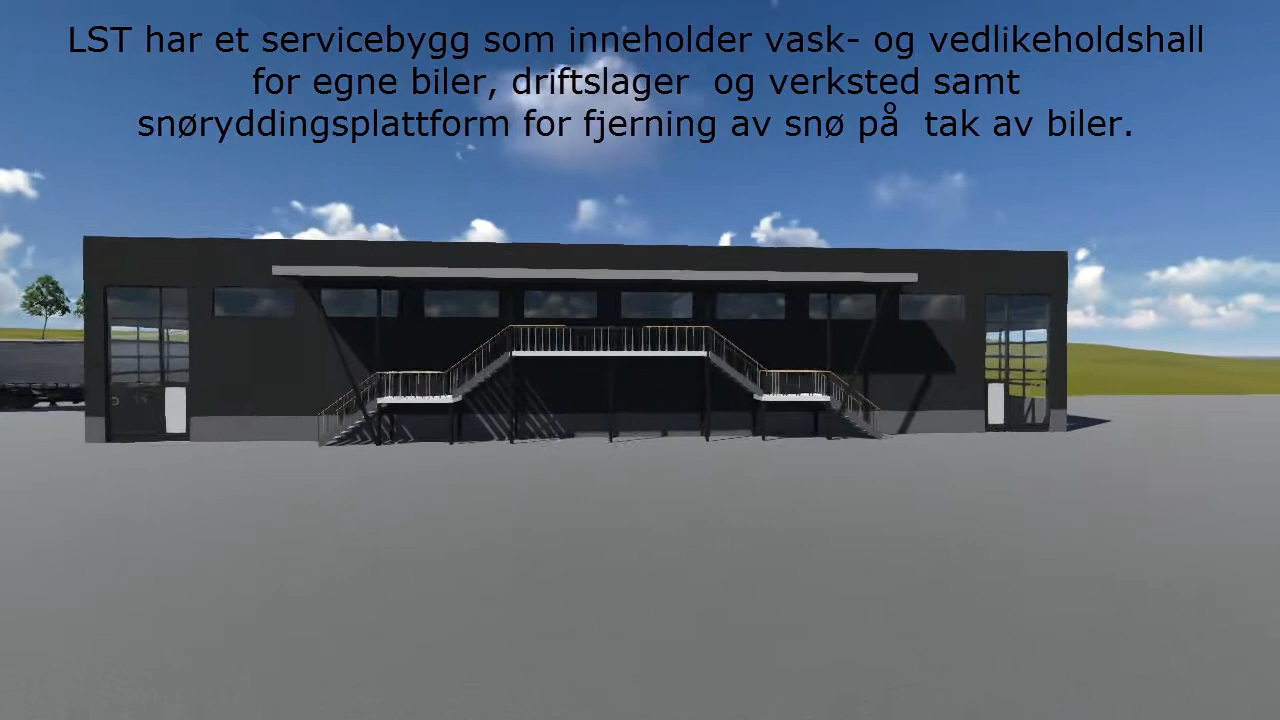 LST har et servicebygg som inneholder vask- og vedlikeholdshall
for egne biler, driftslager og verksted samt
snøryddingsplattform for fjerning av snø på tak av biler.